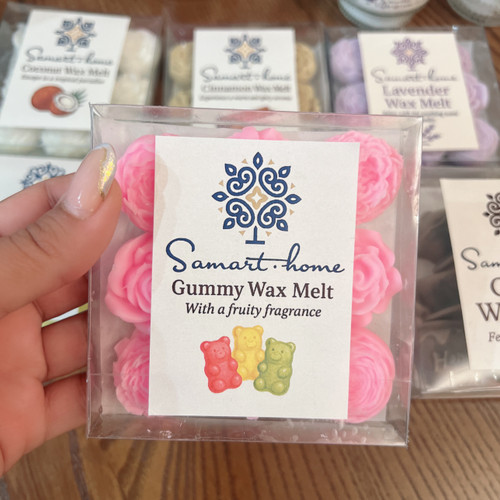 Samart·home
Coconut Wax Melt
Samart·home
Cinnamon Wax Melt
Samart·home
Lavender
Wax Melt
Samart·home
Gummy Wax Melt
With a fruity fragrance
Samart
W
Fe